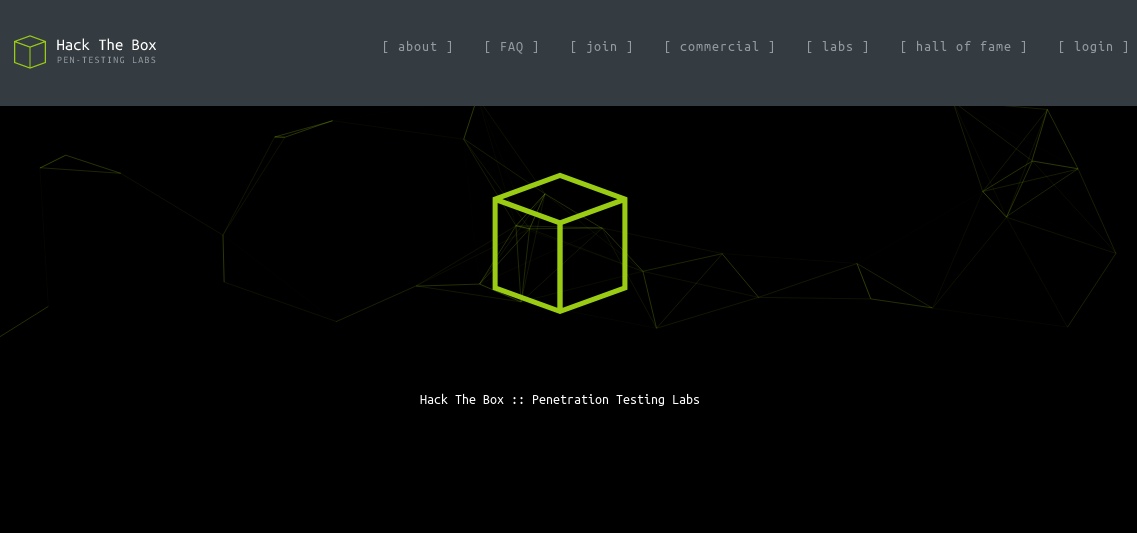 Hack The Box
PEN-TESTING LABS
[ about ] [ FAQ ] [ join ] [ commercial ] [ labs ] [ hall of fame ] [ login ]
Hack The Box :: Penetration Testing Labs